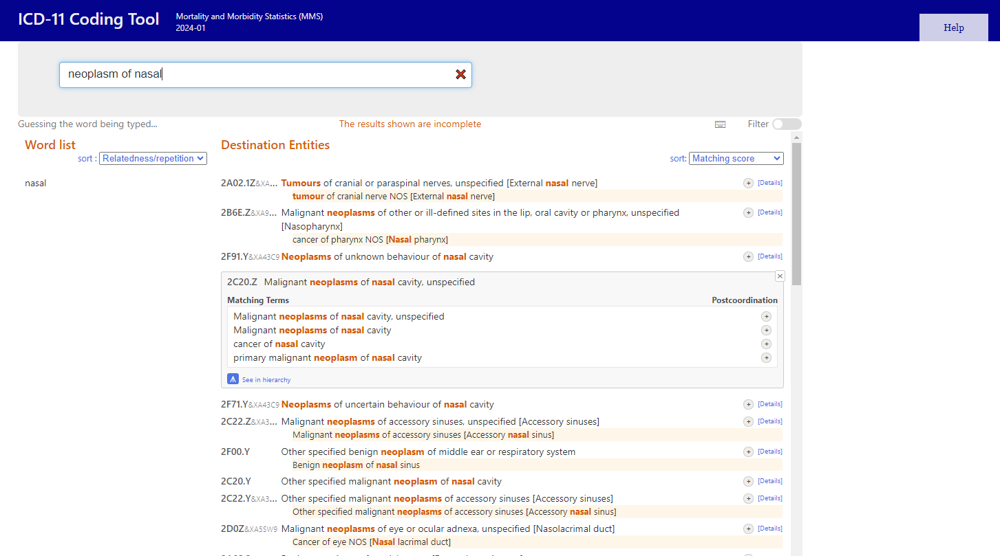 ICD-11 Coding Tool
Mortality and Morbidity Statistics (MMS)
2024-01
Help
neoplasm of nasal
Guessing the word being typed...
The results shown are incomplete
Filter
Word list
sort :
Relatedness/repetition
nasal
Destination Entities
sort:
Matching score
2A02.1Z&XA... Tumours of cranial or paraspinal nerves, unspecified [External nasal nerve] [Details]
tumour of cranial nerve NOS [External nasal nerve]
2B6E.Z&XA9... Malignant neoplasms of other or ill-defined sites in the lip, oral cavity or pharynx, unspecified [Details]
[Nasopharynx]
cancer of pharynx NOS [Nasal pharynx]
2F91.Y&XA43C9 Neoplasms of unknown behaviour of nasal cavity [Details]
2C20.Z Malignant neoplasms of nasal cavity, unspecified
Matching Terms Postcoordination
Malignant neoplasms of nasal cavity, unspecified
Malignant neoplasms of nasal cavity
cancer of nasal cavity
primary malignant neoplasm of nasal cavity
See in hierarchy
2F71.Y&XA43C9 Neoplasms of uncertain behaviour of nasal cavity [Details]
2C22.Z&XA3... Malignant neoplasms of accessory sinuses, unspecified [Accessory sinuses] [Details]
Malignant neoplasms of accessory sinuses [Accessory nasal sinus]
2F00.Y Other specified benign neoplasm of middle ear or respiratory system [Details]
Benign neoplasm of nasal sinus
2C20.Y Other specified malignant neoplasm of nasal cavity [Details]
2C22.Y&XA3... Other specified malignant neoplasms of accessory sinuses [Accessory sinuses] [Details]
Other specified malignant neoplasms of accessory sinuses [Accessory nasal sinus]
2D0Z&XA5SW9 Malignant neoplasms of eye or ocular adnexa, unspecified [Nasolacrimal duct] [Details]
Cancer of eye NOS [Nasal lacrimal duct]